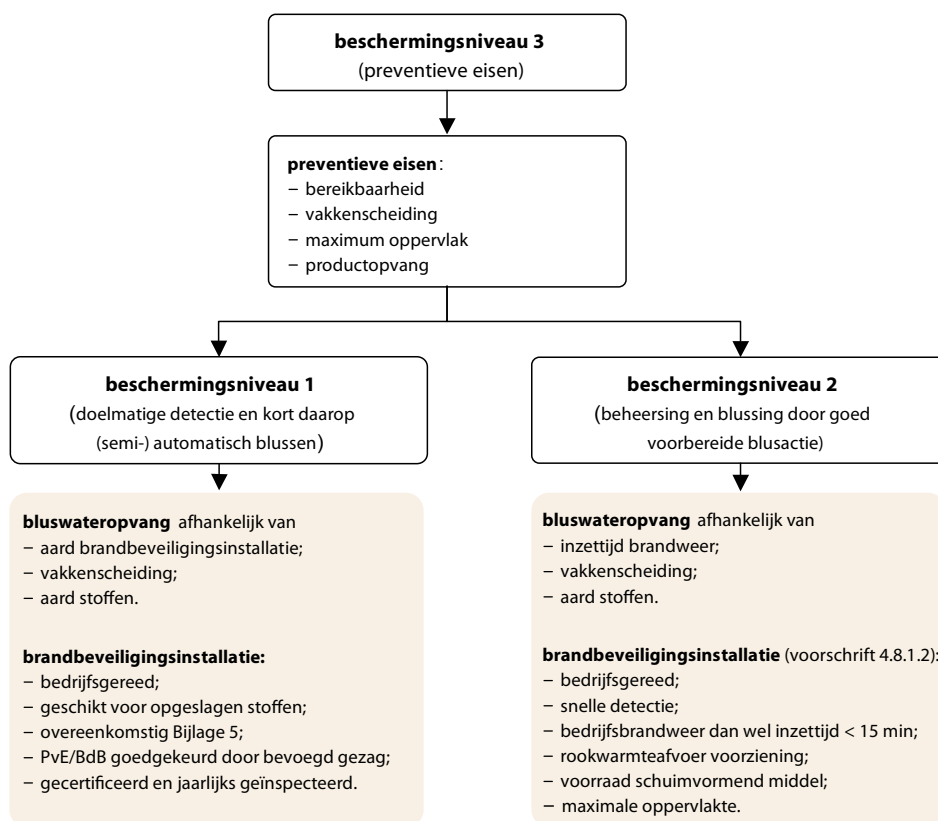 beschermingsniveau 3
(preventieve eisen)
preventieve eisen:
– bereikbaarheid
– vakkenscheiding
– maximum oppervlak
– productopvang
beschermingsniveau 1
(doelmatige detectie en kort daarop
(semi-) automatisch blussen)
bluswateropvang afhankelijk van
– aard brandbeveiligingsinstallatie;
– vakkenscheiding;
– aard stoffen.
brandbeveiligingsinstallatie:
– bedrijfsgereed;
– geschikt voor opgeslagen stoffen;
– overeenkomstig Bijlage 5;
– PvE/BdB goedgekeurd door bevoegd gezag;
– gecertificeerd en jaarlijks geïnspecteerd.
beschermingsniveau 2
(beheersing en blussing door goed
voorbereide blusactie)
bluswateropvang afhankelijk van
– inzettijd brandweer;
– vakkenscheiding;
– aard stoffen.
brandbeveiligingsinstallatie (voorschrift 4.8.1.2):
– bedrijfsgereed;
– snelle detectie;
– bedrijfsbrandweer dan wel inzettijd < 15 min;
– rookwarmteafvoer voorziening;
– voorraad schuimvormend middel;
– maximale oppervlakte.